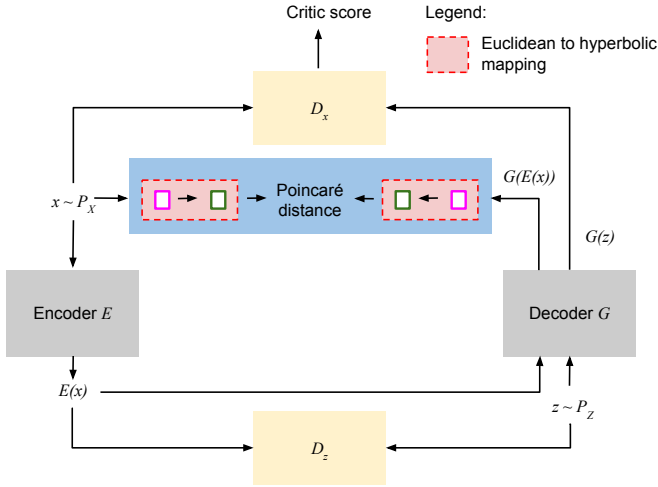 Critic score
Legend:
Euclidean to hyperbolic
mapping
D_x
x ~ P_X
Poincaré
distance
G(E(x))
G(z)
Encoder E
Decoder G
E(x)
z ~ P_Z
D_z